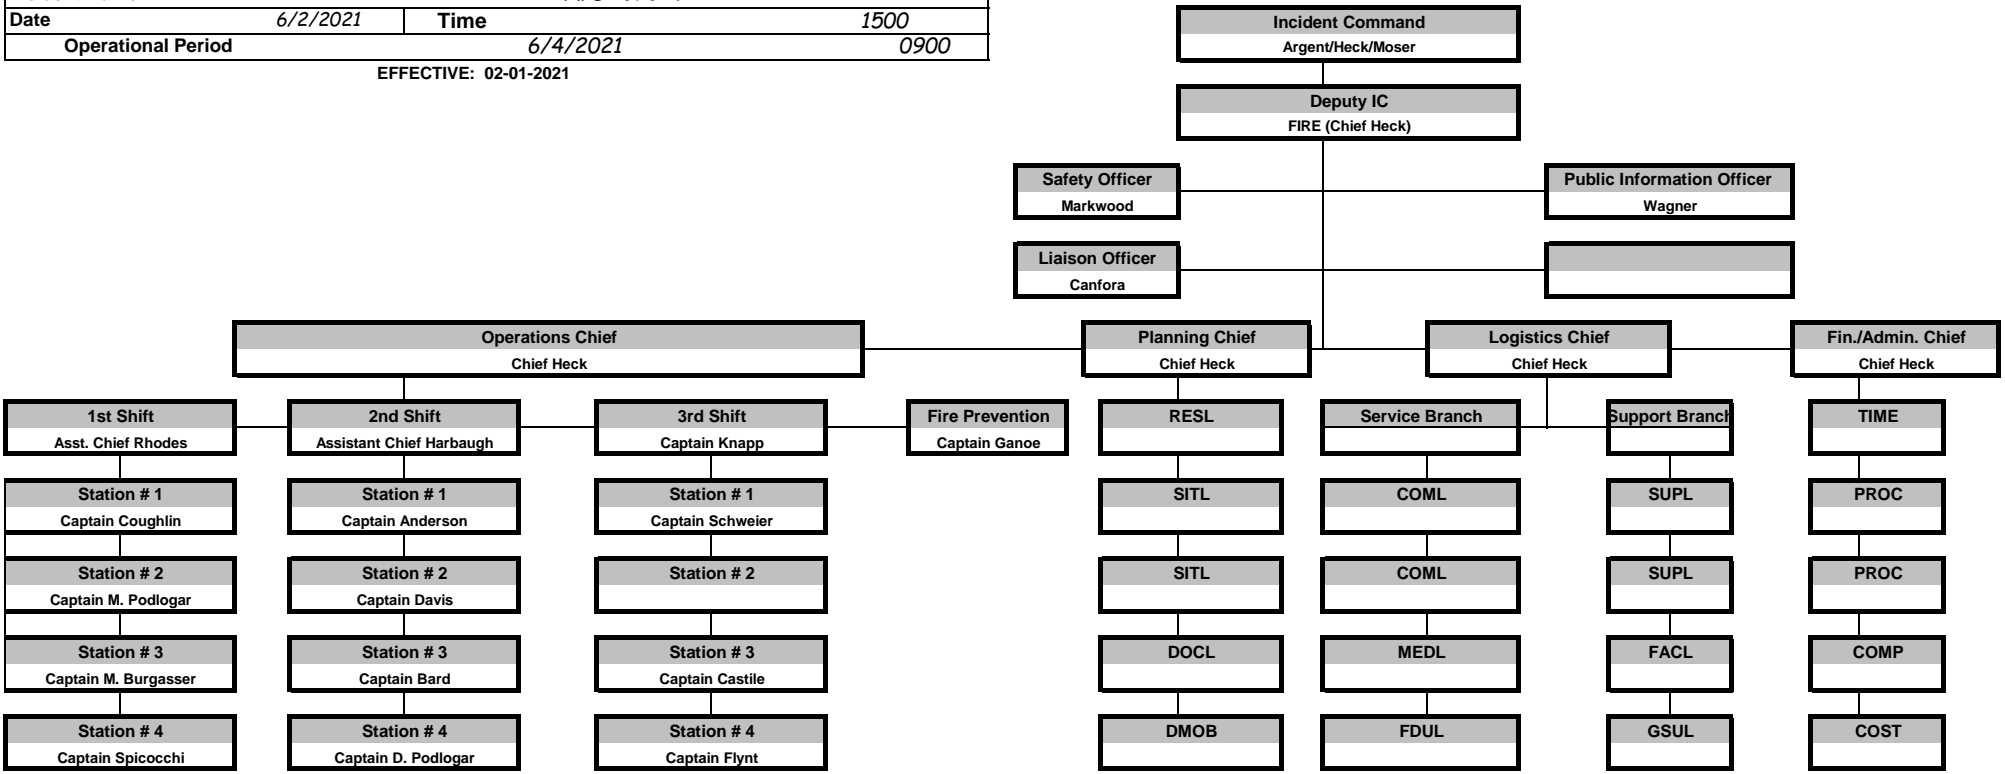 Date 6/2/2021 Time 1500
Operational Period 6/4/2021 0900
EFFECTIVE: 02-01-2021
Incident Command
Argent/Heck/Moser
Deputy IC
FIRE (Chief Heck)
Safety Officer
Markwood
Public Information Officer
Wagner
Liaison Officer
Canfora
Operations Chief
Chief Heck
Planning Chief
Chief Heck
Logistics Chief
Chief Heck
Fin./Admin. Chief
Chief Heck
1st Shift
Asst. Chief Rhodes
2nd Shift
Assistant Chief Harbaugh
3rd Shift
Captain Knapp
Fire Prevention
Captain Ganoe
RESL
Service Branch
Support Branch
TIME
Station # 1
Captain Coughlin
Station # 1
Captain Anderson
Station # 1
Captain Schweier
SITL
COML
SUPL
PROC
Station # 2
Captain M. Podlogar
Station # 2
Captain Davis
Station # 2
SITL
COML
SUPL
PROC
Station # 3
Captain M. Burgasser
Station # 3
Captain Bard
Station # 3
Captain Castile
DOCL
MEDL
FACL
COMP
Station # 4
Captain Spicocchi
Station # 4
Captain D. Podlogar
Station # 4
Captain Flynt
DMOB
FDUL
GSUL
COST